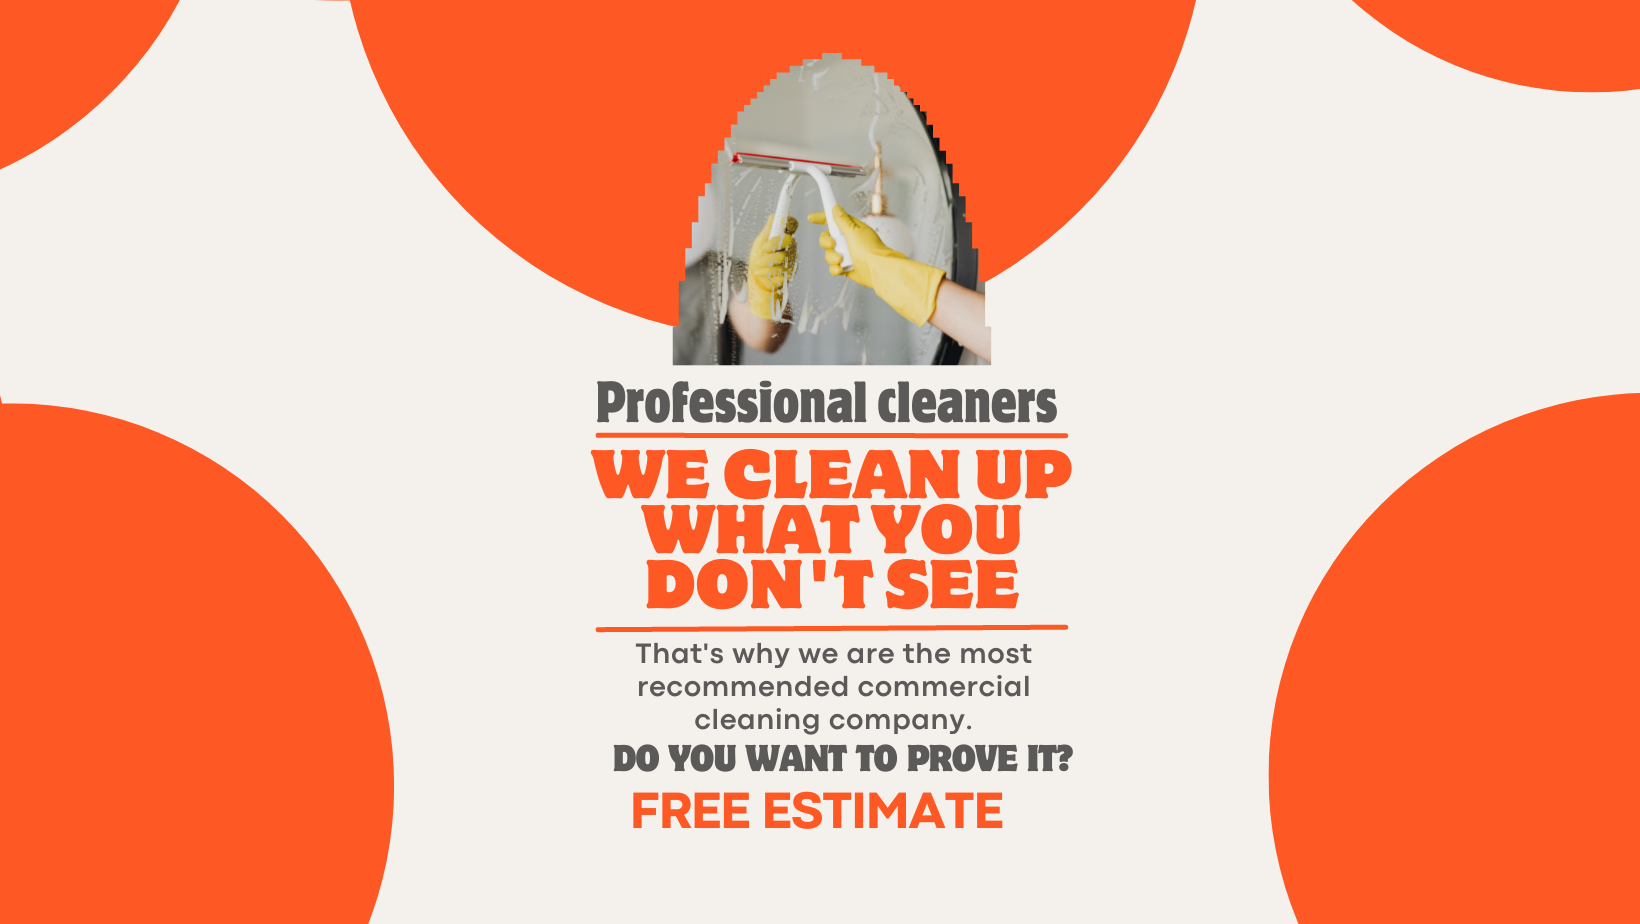 Professional cleaners
WE CLEAN UP
WHAT YOU
DON'T SEE
That's why we are the most
recommended commercial
cleaning company.
DO YOU WANT TO PROVE IT?
FREE ESTIMATE